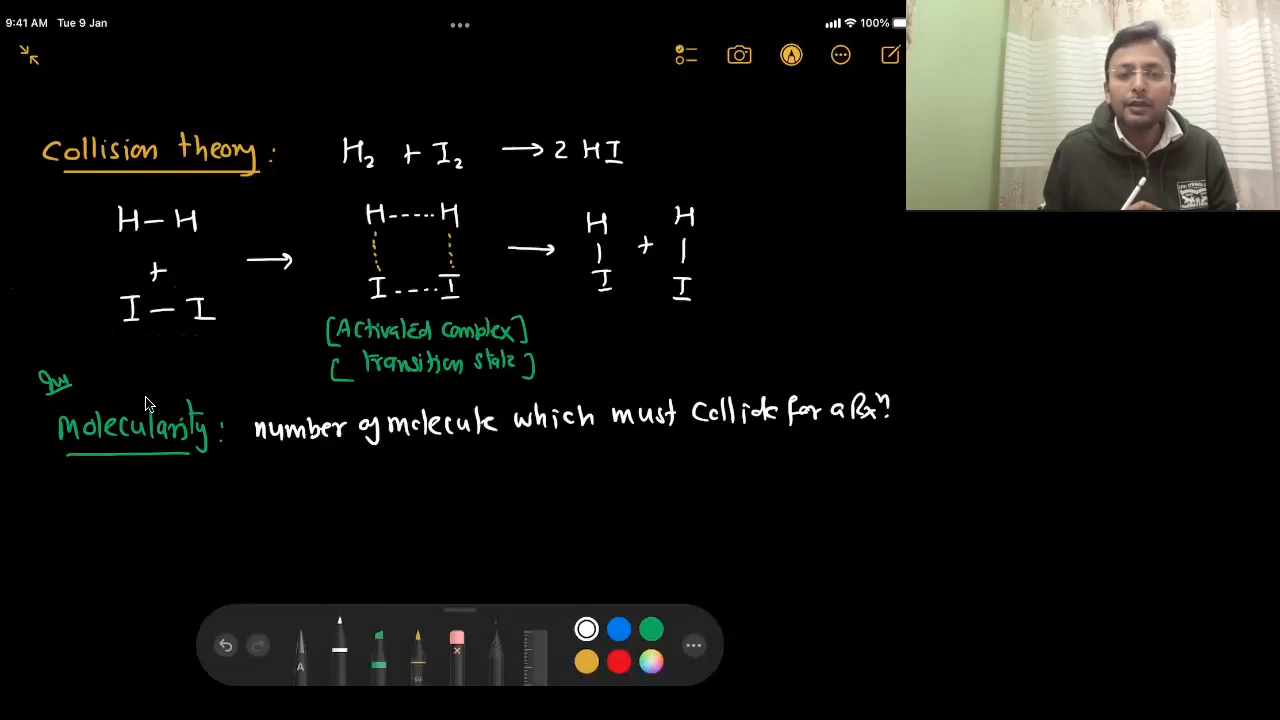 9:41 AM Tue 9 Jan
100%
Collision theory : H₂ + I₂ → 2 HI
H — H H-----H H H
+ → → | + |
I — I I----I I I
[Activated complex]
[transition state]
Molecularity : number of molecule which must collide for a Rxⁿ.
A